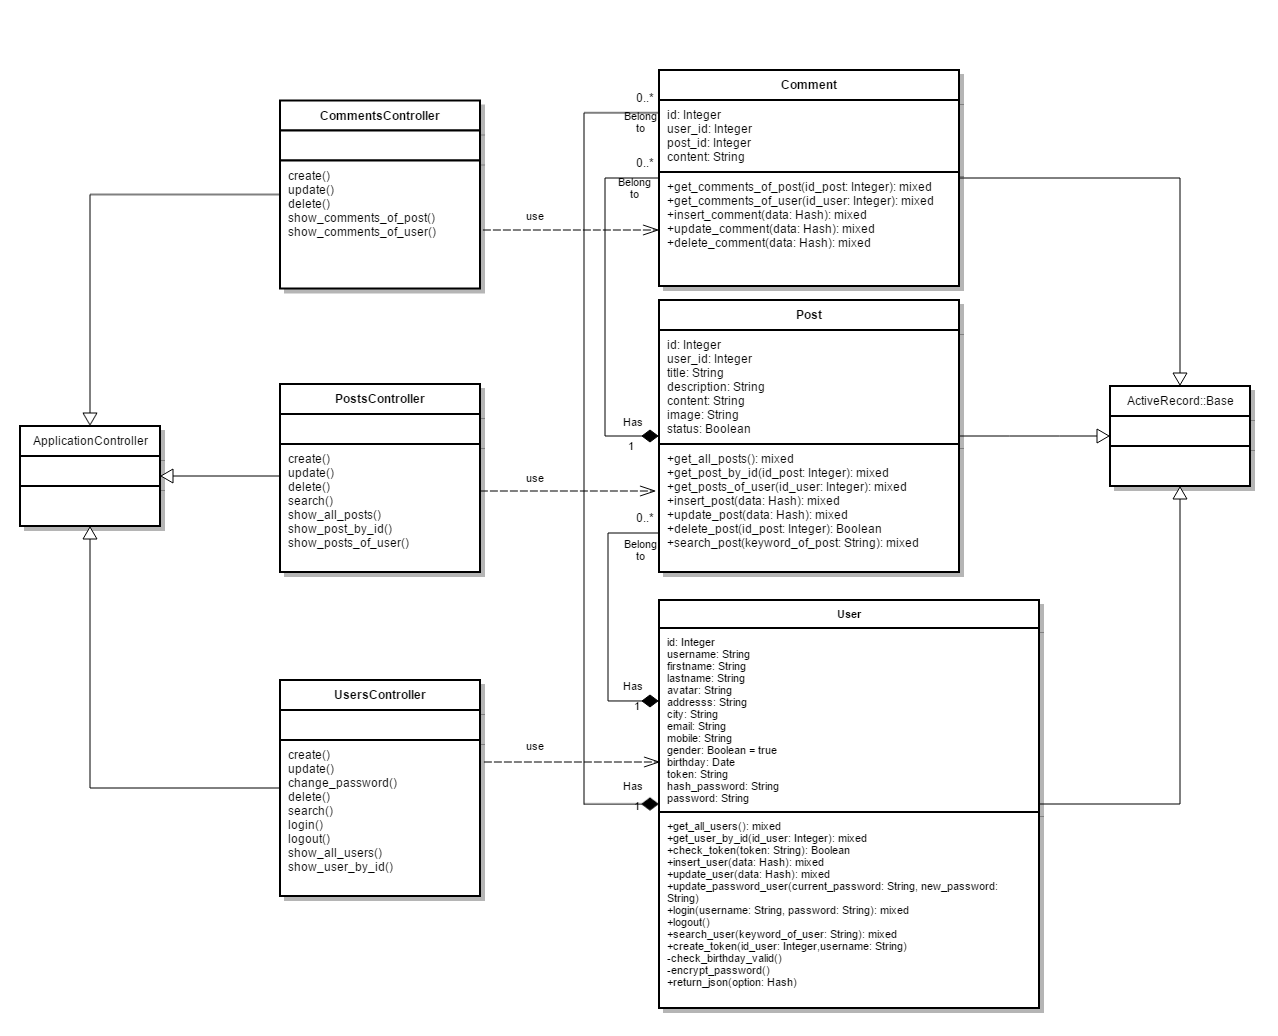 CommentsController
create()
update()
delete()
show_comments_of_post()
show_comments_of_user()
use
0..*
Belong
to
0..*
Belong
to
Comment
id: Integer
user_id: Integer
post_id: Integer
content: String
+get_comments_of_post(id_post: Integer): mixed
+get_comments_of_user(id_user: Integer): mixed
+insert_comment(data: Hash): mixed
+update_comment(data: Hash): mixed
+delete_comment(data: Hash): mixed
ApplicationController
PostsController
create()
update()
delete()
search()
show_all_posts()
show_post_by_id()
show_posts_of_user()
use
Has
1
0..*
Belong
to
Post
id: Integer
user_id: Integer
title: String
description: String
content: String
image: String
status: Boolean
+get_all_posts(): mixed
+get_post_by_id(id_post: Integer): mixed
+get_posts_of_user(id_user: Integer): mixed
+insert_post(data: Hash): mixed
+update_post(data: Hash): mixed
+delete_post(id_post: Integer): Boolean
+search_post(keyword_of_post: String): mixed
ActiveRecord::Base
UsersController
create()
update()
change_password()
delete()
search()
login()
logout()
show_all_users()
show_user_by_id()
use
Has
1
Has
1
User
id: Integer
username: String
firstname: String
lastname: String
avatar: String
addresss: String
city: String
email: String
mobile: String
gender: Boolean = true
birthday: Date
token: String
hash_password: String
password: String
+get_all_users(): mixed
+get_user_by_id(id_user: Integer): mixed
+check_token(token: String): Boolean
+insert_user(data: Hash): mixed
+update_user(data: Hash): mixed
+update_password_user(current_password: String, new_password:
String)
+login(username: String, password: String): mixed
+logout()
+search_user(keyword_of_user: String): mixed
+create_token(id_user: Integer,username: String)
-check_birthday_valid()
-encrypt_password()
+return_json(option: Hash)